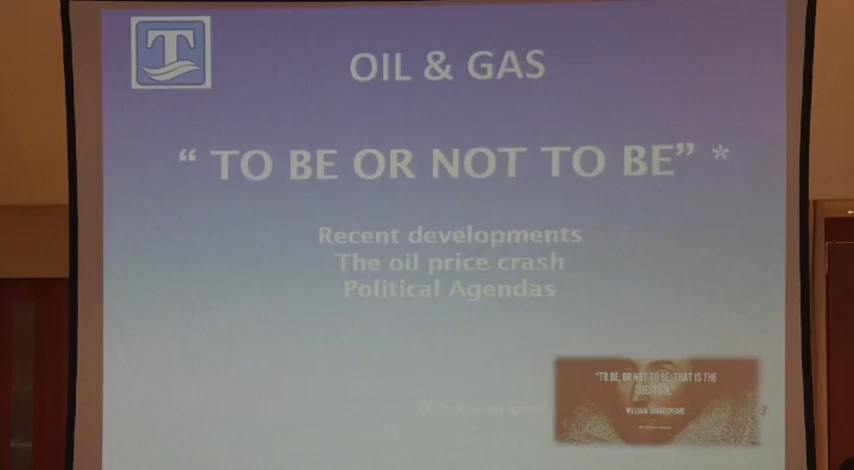 T
OIL & GAS
“ TO BE OR NOT TO BE” *
Recent developments
The oil price crash
Political Agendas
"TO BE, OR NOT TO BE, THAT IS THE
QUESTION."
WILLIAM SHAKESPEARE
3